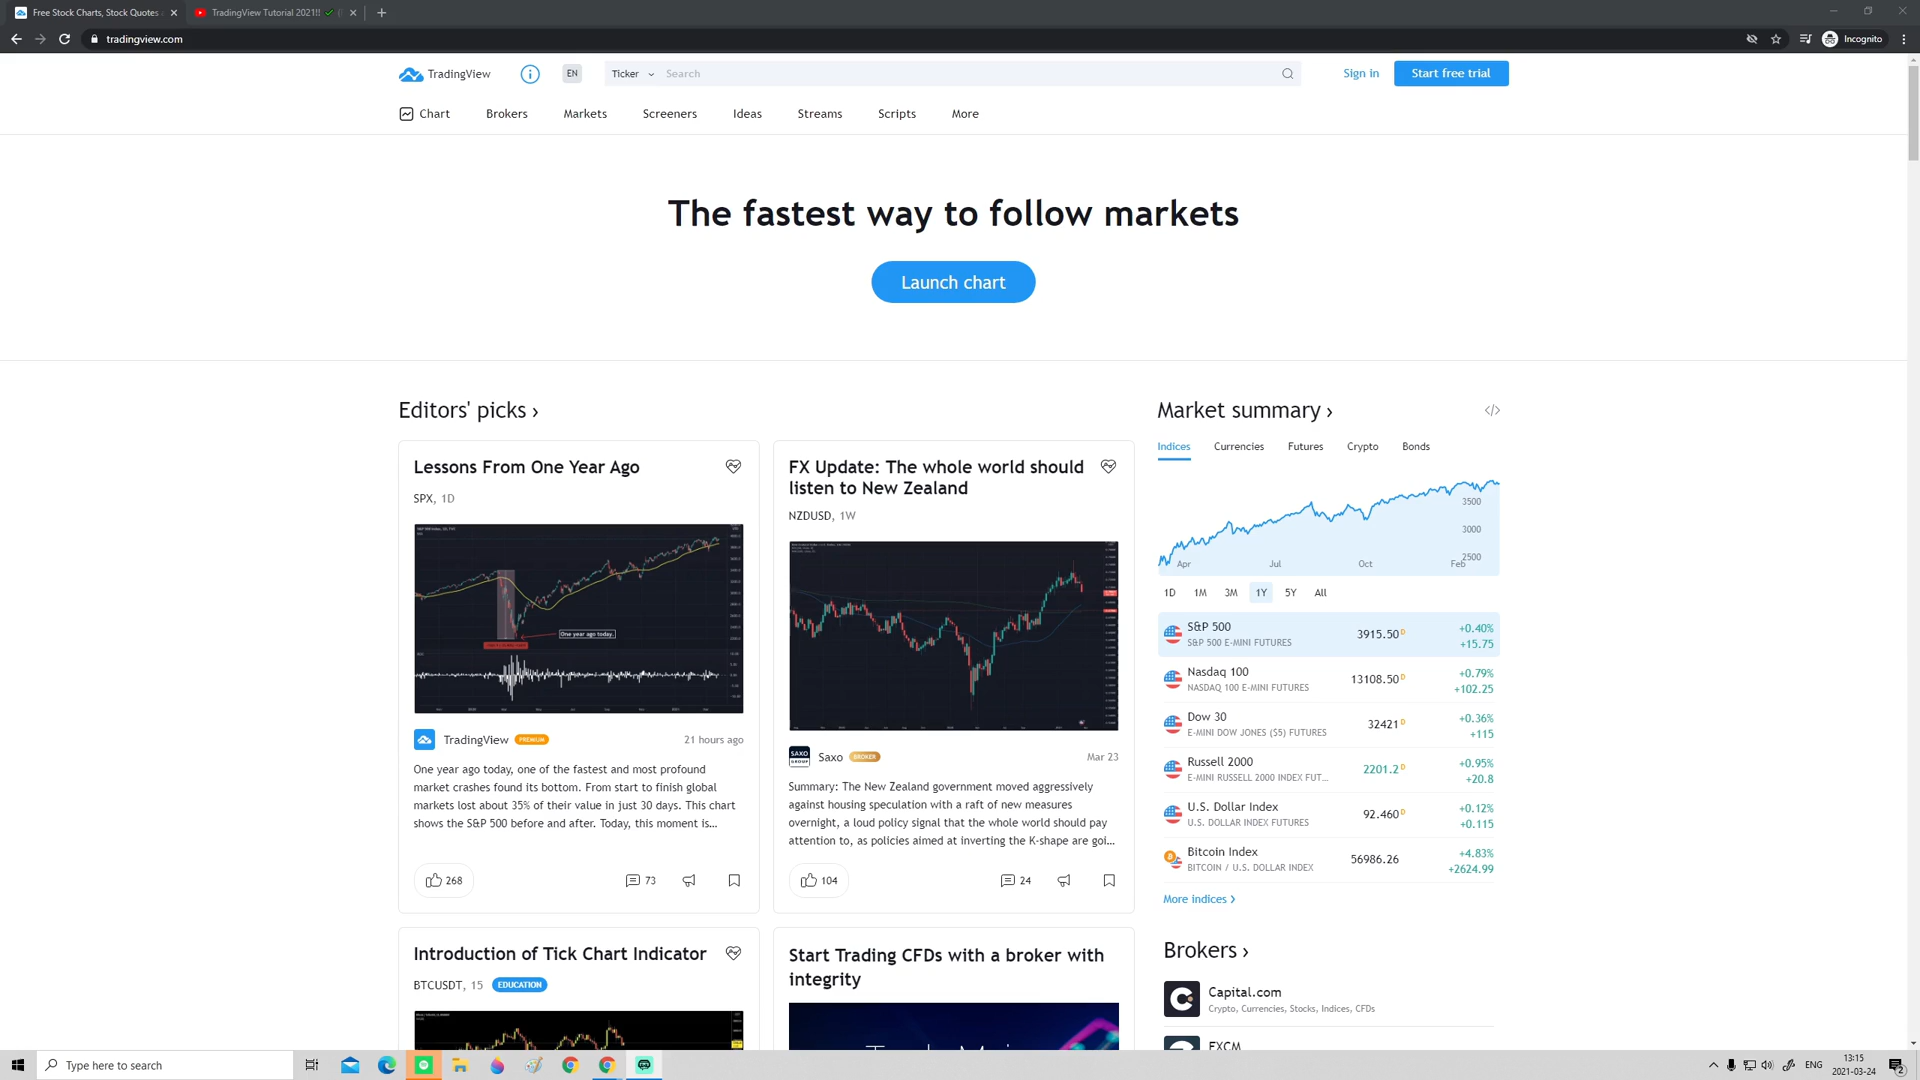 Free Stock Charts, Stock Quotes
TradingView Tutorial 2021!!
tradingview.com
Incognito
TradingView
EN
Ticker
Search
Sign in
Start free trial
Chart
Brokers
Markets
Screeners
Ideas
Streams
Scripts
More
The fastest way to follow markets
Launch chart
Editors' picks ›
Lessons From One Year Ago
SPX, 1D
One year ago today.
TradingView PREMIUM
21 hours ago
One year ago today, one of the fastest and most profound
market crashes found its bottom. From start to finish global
markets lost about 35% of their value in just 30 days. This chart
shows the S&P 500 before and after. Today, this moment is...
268
73
FX Update: The whole world should
listen to New Zealand
NZDUSD, 1W
SAXO
GROUP
Saxo BROKER
Mar 23
Summary: The New Zealand government moved aggressively
against housing speculation with a raft of new measures
overnight, a loud policy signal that the whole world should pay
attention to, as policies aimed at inverting the K-shape are goi...
104
24
Introduction of Tick Chart Indicator
BTCUSDT, 15 EDUCATION
Start Trading CFDs with a broker with
integrity
Market summary ›
</>
Indices
Currencies
Futures
Crypto
Bonds
3500
3000
2500
Apr
Jul
Oct
Feb
1D
1M
3M
1Y
5Y
All
S&P 500
S&P 500 E-MINI FUTURES
3915.50 D
+0.40%
+15.75
Nasdaq 100
NASDAQ 100 E-MINI FUTURES
13108.50 D
+0.79%
+102.25
Dow 30
E-MINI DOW JONES ($5) FUTURES
32421 D
+0.36%
+115
Russell 2000
E-MINI RUSSELL 2000 INDEX FUT...
2201.2 D
+0.95%
+20.8
U.S. Dollar Index
U.S. DOLLAR INDEX FUTURES
92.460 D
+0.12%
+0.115
Bitcoin Index
BITCOIN / U.S. DOLLAR INDEX
56986.26
+4.83%
+2624.99
More indices ›
Brokers ›
Capital.com
Crypto, Currencies, Stocks, Indices, CFDs
FXCM
Type here to search
ENG
13:15
2021-03-24
2